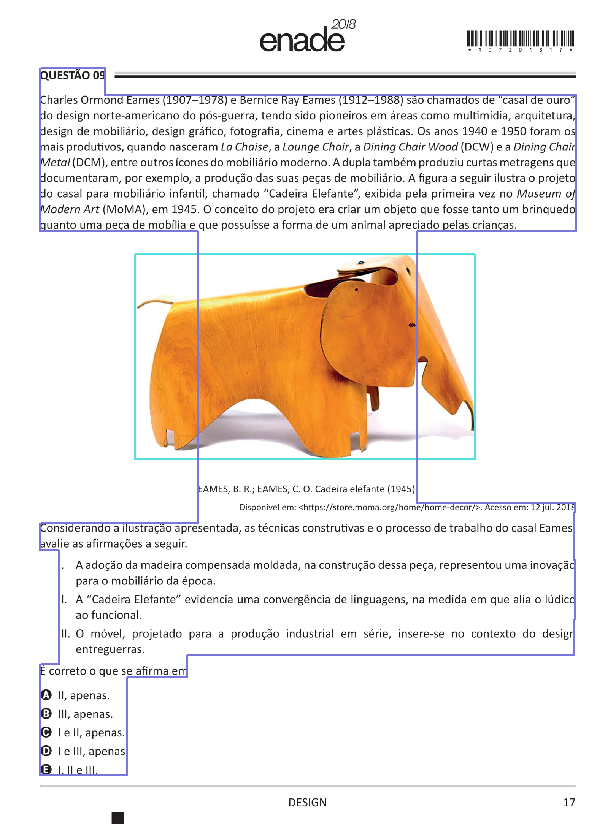 enade 2018
*R0720181?*
QUESTÃO 09
Charles Ormond Eames (1907–1978) e Bernice Ray Eames (1912–1988) são chamados de “casal de ouro”
do design norte-americano do pós-guerra, tendo sido pioneiros em áreas como multimidia, arquitetura,
design de mobiliário, design gráfico, fotografia, cinema e artes plásticas. Os anos 1940 e 1950 foram os
mais produtivos, quando nasceram La Chaise, a Lounge Chair, a Dining Chair Wood (DCW) e a Dining Chair
Metal (DCM), entre outros ícones do mobiliário moderno. A dupla também produziu curtas metragens que
documentaram, por exemplo, a produção das suas peças de mobiliário. A figura a seguir ilustra o projeto
do casal para mobiliário infantil, chamado “Cadeira Elefante”, exibida pela primeira vez no Museum of
Modern Art (MoMA), em 1945. O conceito do projeto era criar um objeto que fosse tanto um brinquedo
quanto uma peça de mobília e que possuísse a forma de um animal apreciado pelas crianças.
EAMES, B. R.; EAMES, C. O. Cadeira elefante (1945)
Disponível em: <https://store.moma.org/home/home-decor/>. Acesso em: 12 jul. 2018
Considerando a ilustração apresentada, as técnicas construtivas e o processo de trabalho do casal Eames
avalie as afirmações a seguir.
I. A adoção da madeira compensada moldada, na construção dessa peça, representou uma inovação
para o mobiliário da época.
II. A “Cadeira Elefante” evidencia uma convergência de linguagens, na medida em que alia o lúdico
ao funcional.
III. O móvel, projetado para a produção industrial em série, insere-se no contexto do design
entreguerras.
É correto o que se afirma em
A II, apenas.
B III, apenas.
C I e II, apenas.
D I e III, apenas
E I, II e III.
DESIGN 17